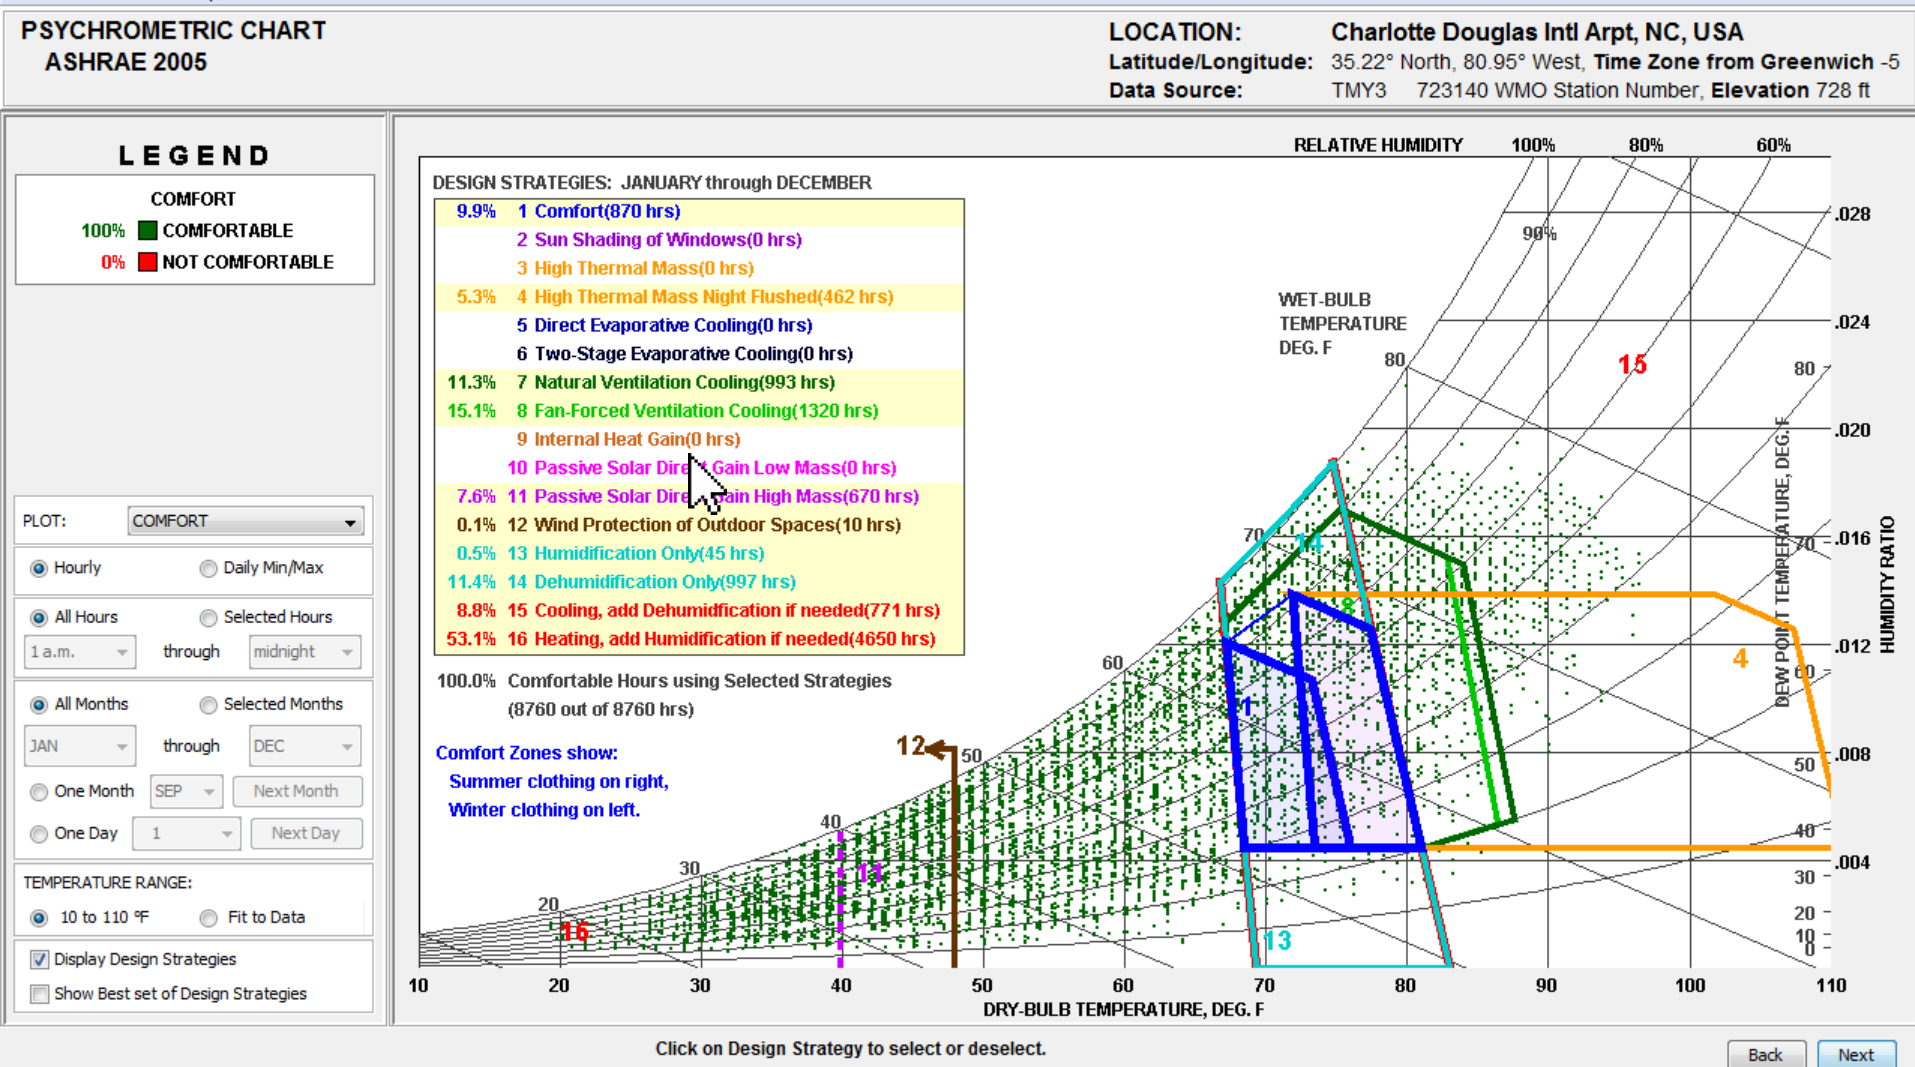 PSYCHROMETRIC CHART
ASHRAE 2005
LOCATION: Charlotte Douglas Intl Arpt, NC, USA
Latitude/Longitude: 35.22° North, 80.95° West, Time Zone from Greenwich -5
Data Source: TMY3 723140 WMO Station Number, Elevation 728 ft
LEGEND
COMFORT
100% COMFORTABLE
0% NOT COMFORTABLE
PLOT: COMFORT
Hourly Daily Min/Max
All Hours Selected Hours
1 a.m. through midnight
All Months Selected Months
JAN through DEC
One Month SEP Next Month
One Day 1 Next Day
TEMPERATURE RANGE:
10 to 110 °F Fit to Data
Display Design Strategies
Show Best set of Design Strategies
RELATIVE HUMIDITY 100% 80% 60%
DESIGN STRATEGIES: JANUARY through DECEMBER
9.9% 1 Comfort(870 hrs)
2 Sun Shading of Windows(0 hrs)
3 High Thermal Mass(0 hrs)
5.3% 4 High Thermal Mass Night Flushed(462 hrs)
5 Direct Evaporative Cooling(0 hrs)
6 Two-Stage Evaporative Cooling(0 hrs)
11.3% 7 Natural Ventilation Cooling(993 hrs)
15.1% 8 Fan-Forced Ventilation Cooling(1320 hrs)
9 Internal Heat Gain(0 hrs)
10 Passive Solar Direct Gain Low Mass(0 hrs)
7.6% 11 Passive Solar Direct Gain High Mass(670 hrs)
0.1% 12 Wind Protection of Outdoor Spaces(10 hrs)
0.5% 13 Humidification Only(45 hrs)
11.4% 14 Dehumidification Only(997 hrs)
8.8% 15 Cooling, add Dehumidfication if needed(771 hrs)
53.1% 16 Heating, add Humidification if needed(4650 hrs)
100.0% Comfortable Hours using Selected Strategies
(8760 out of 8760 hrs)
Comfort Zones show:
Summer clothing on right,
Winter clothing on left.
90%
WET-BULB
TEMPERATURE
DEG. F
80
70
60
50
40
30
20
15
14
8
1
4
12
11
16
13
.028
.024
.020
.016
.012
.008
.004
HUMIDITY RATIO
DEW POINT TEMPERATURE, DEG. F
80
70
60
50
40
30
20
10
0
10 20 30 40 50 60 70 80 90 100 110
DRY-BULB TEMPERATURE, DEG. F
Click on Design Strategy to select or deselect.
Back Next